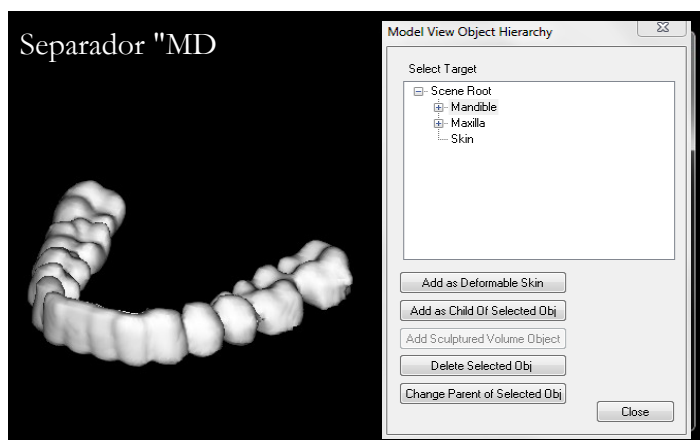 Separador "MD
Model View Object Hierarchy
Select Target
Scene Root
Mandible
Maxilla
Skin
Add as Deformable Skin
Add as Child Of Selected Obj
Add Sculptured Volume Object
Delete Selected Obj
Change Parent of Selected Obj
Close